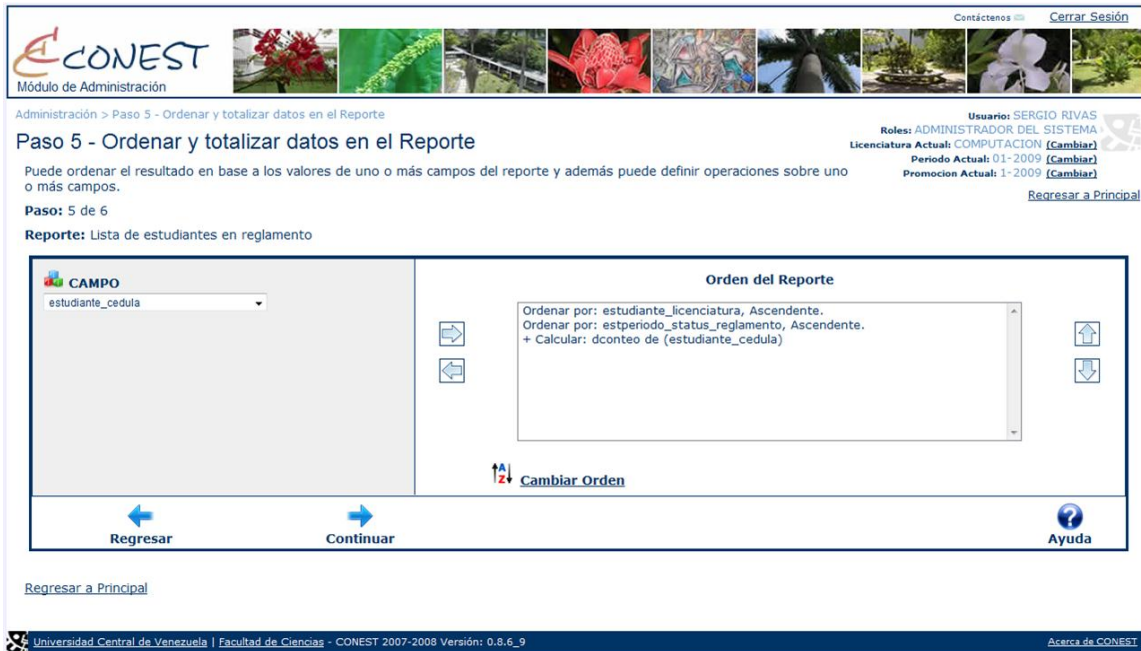 Contáctenos Cerrar Sesión
CONEST
Módulo de Administración
Administración > Paso 5 - Ordenar y totalizar datos en el Reporte
Paso 5 - Ordenar y totalizar datos en el Reporte
Usuario: SERGIO RIVAS
Roles: ADMINISTRADOR DEL SISTEMA
Licenciatura Actual: COMPUTACION (Cambiar)
Periodo Actual: 01-2009 (Cambiar)
Promocion Actual: 1-2009 (Cambiar)
Regresar a Principal
Puede ordenar el resultado en base a los valores de uno o más campos del reporte y además puede definir operaciones sobre uno
o más campos.
Paso: 5 de 6
Reporte: Lista de estudiantes en reglamento
CAMPO
estudiante_cedula
Orden del Reporte
Ordenar por: estudiante_licenciatura, Ascendente.
Ordenar por: estperiodo_status_reglamento, Ascendente.
+ Calcular: dconteo de (estudiante_cedula)
Cambiar Orden
Regresar Continuar Ayuda
Regresar a Principal
Universidad Central de Venezuela | Facultad de Ciencias - CONEST 2007-2008 Versión: 0.8.6_9 Acerca de CONEST